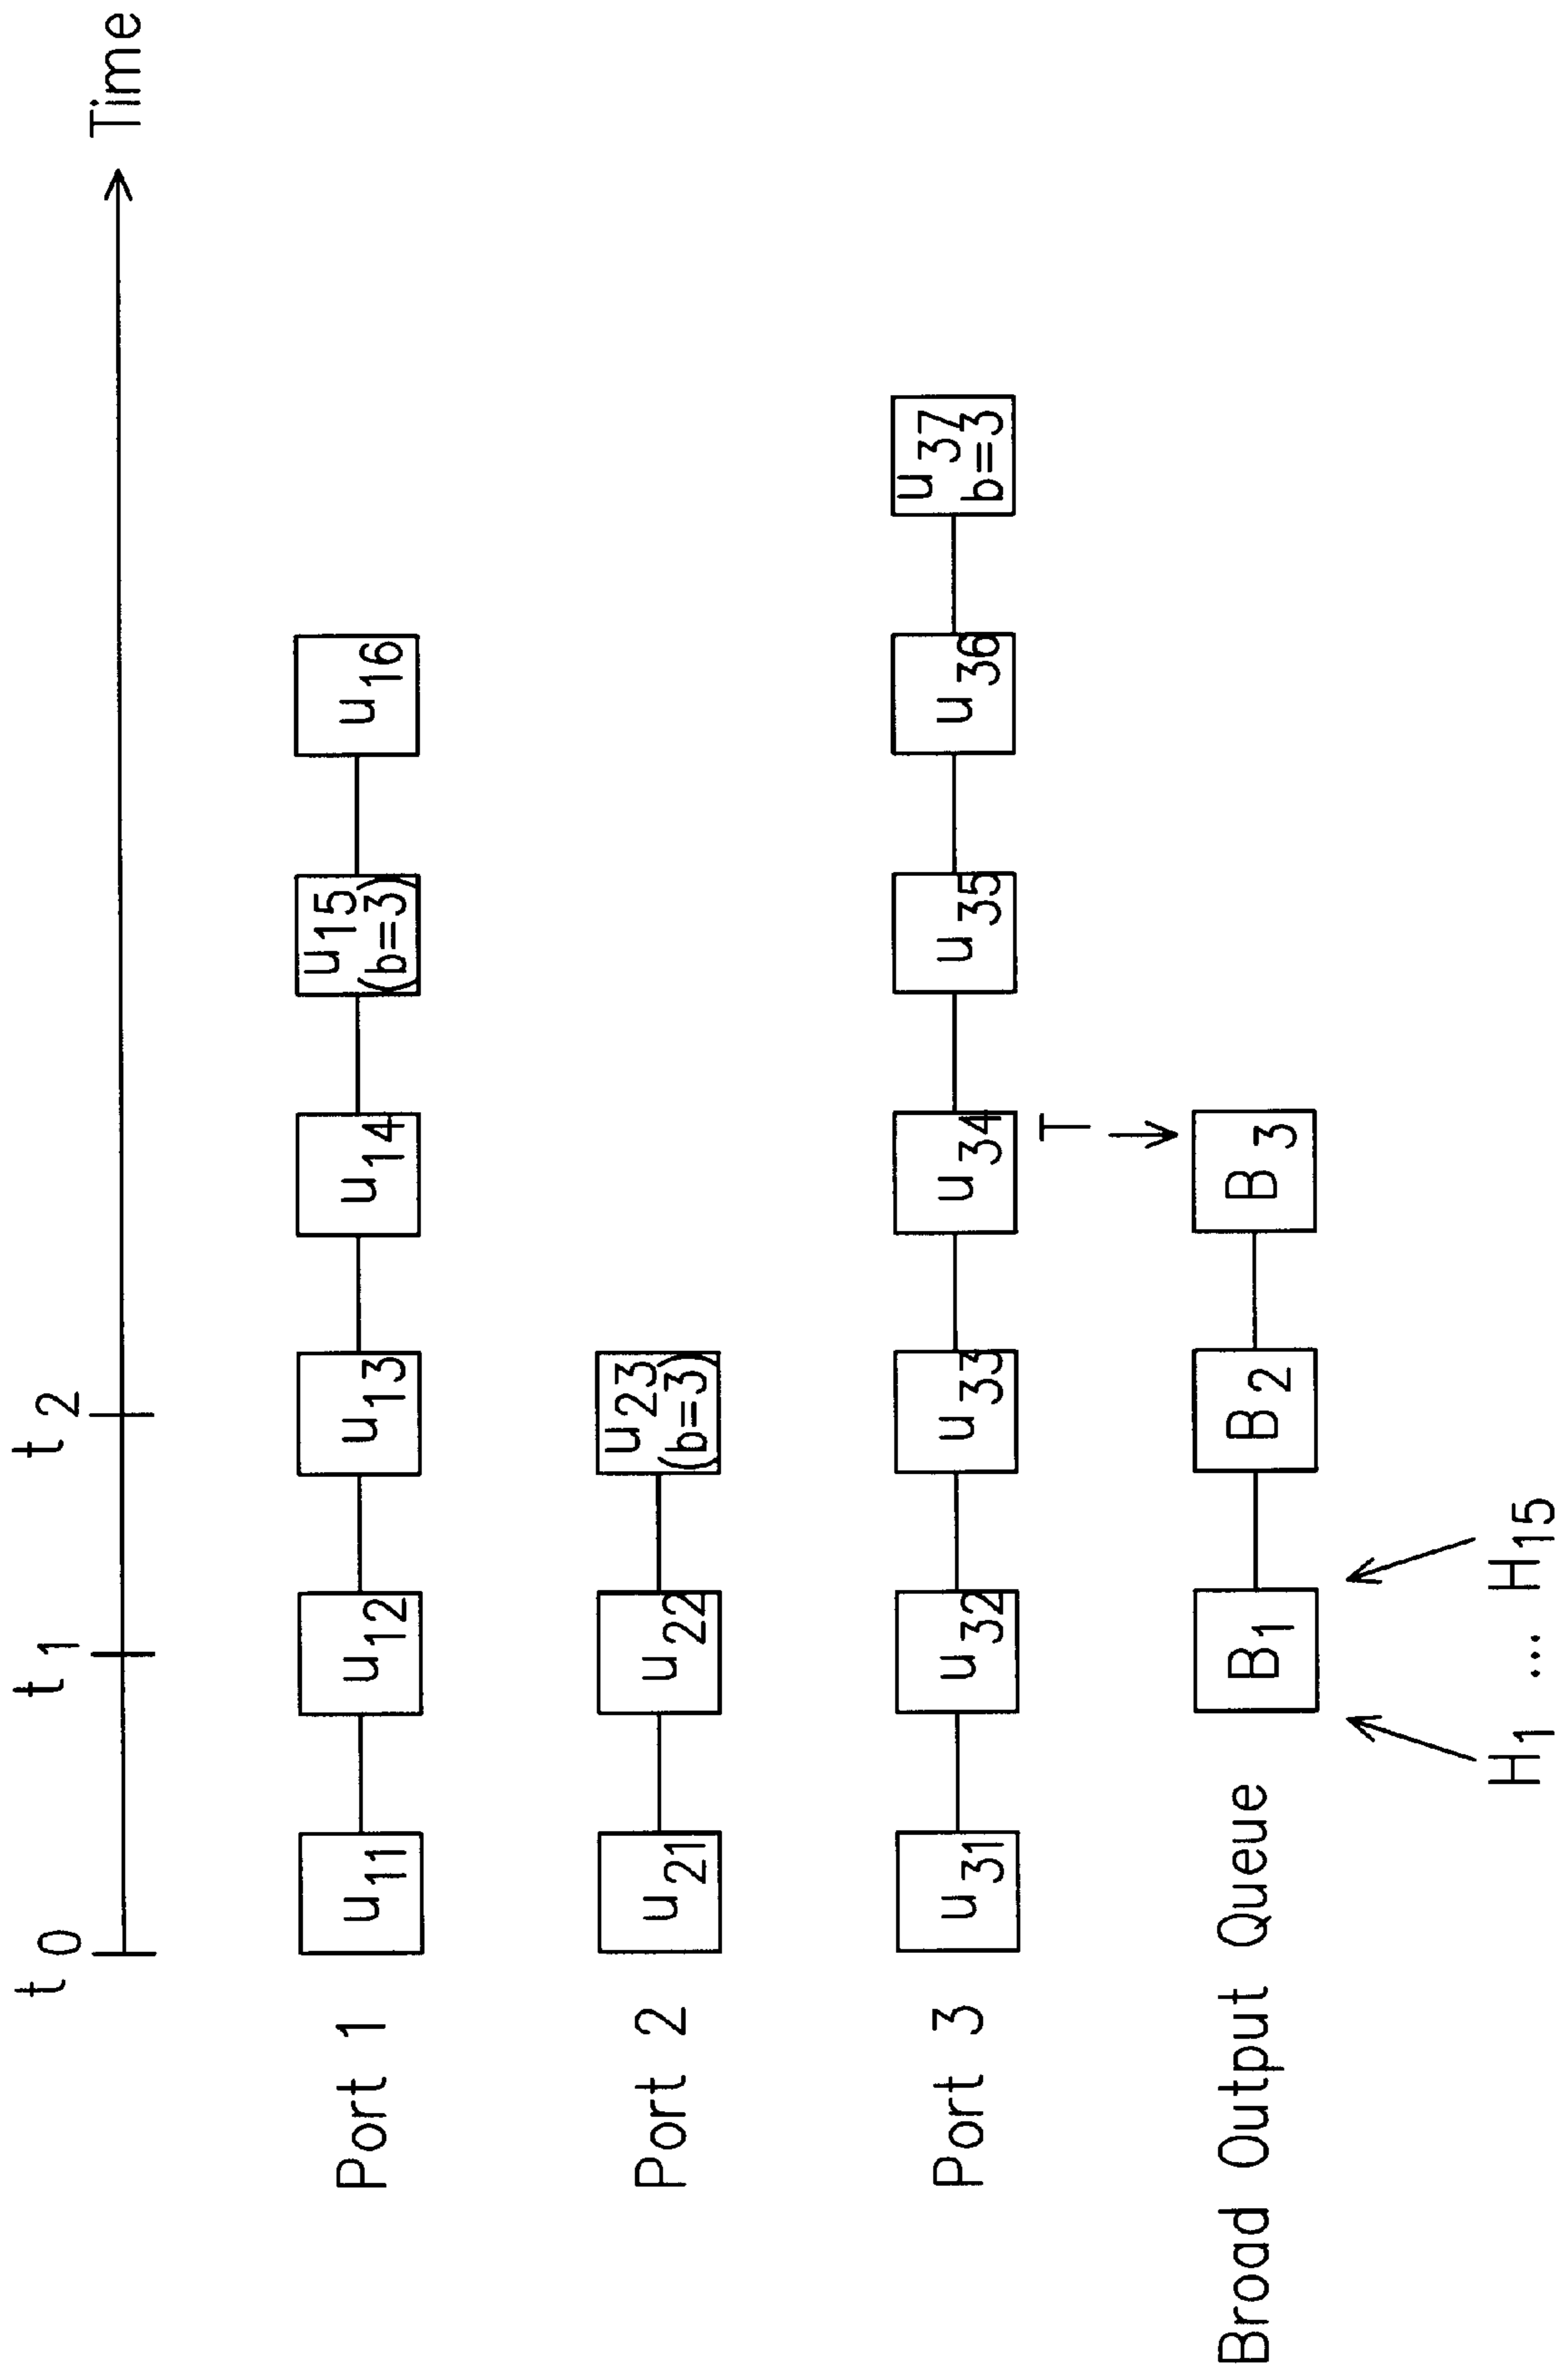 t0 t1 t2 Time
Port 1 u11 u12 u13 u14 u15 (b=3) u16
Port 2 u21 u22 u23 (b=3)
Port 3 u31 u32 u33 u34 u35 u36 u37 b=3
T
Broad Output Queue B1 B2 B3
H1 ... H15